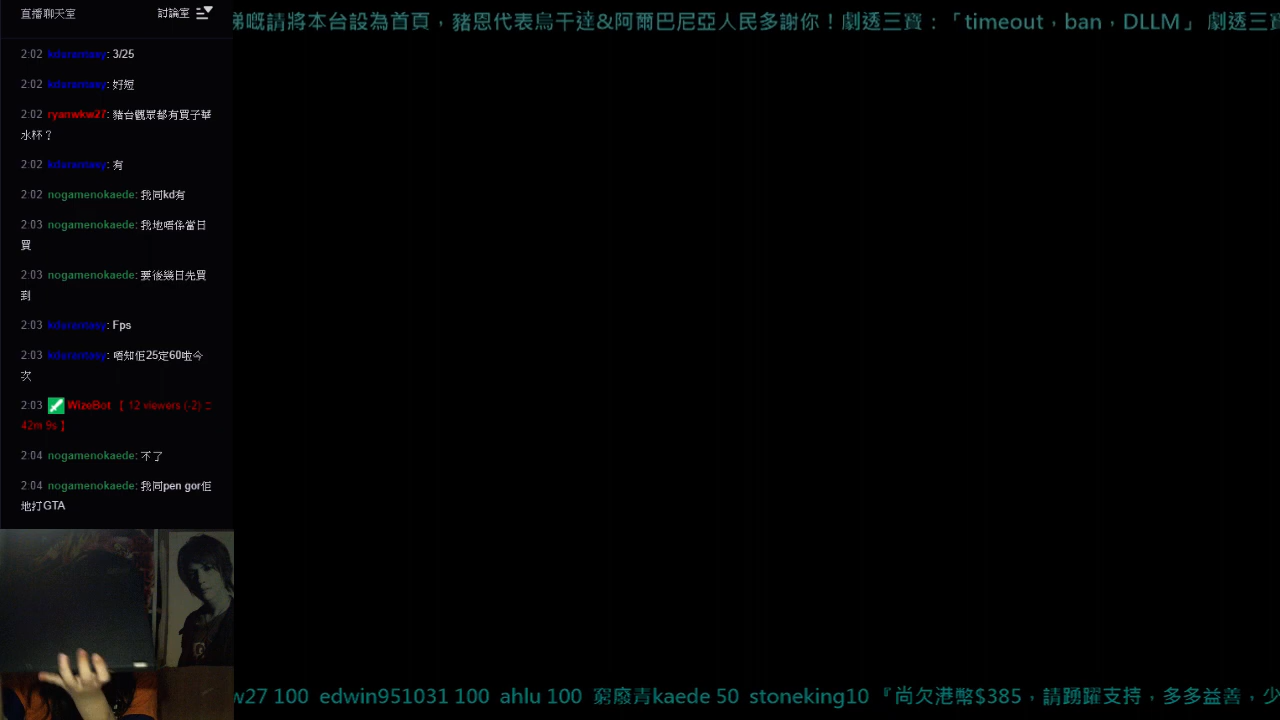 直播聊天室
討論室
睇嘅請將本台設為首頁，豬恩代表烏干達&阿爾巴尼亞人民多謝你！劇透三寶：「timeout，ban，DLLM」 劇透三寶
2:02 kdurantasy: 3/25
2:02 kdurantasy: 好短
2:02 ryanwkw27: 豬台觀眾都有買子華
水杯？
2:02 kdurantasy: 有
2:02 nogamenokaede: 我同kd有
2:03 nogamenokaede: 我地唔係當日
買
2:03 nogamenokaede: 要後幾日先買
到
2:03 kdurantasy: Fps
2:03 kdurantasy: 唔知佢25定60啦今
次
2:03 WizeBot 【 12 viewers (-2) ::
42m 9s 】
2:04 nogamenokaede: 不了
2:04 nogamenokaede: 我同pen gor佢
地打GTA
w27 100 edwin951031 100 ahlu 100 窮廢青kaede 50 stoneking10 『尚欠港幣$385，請踴躍支持，多多益善，少